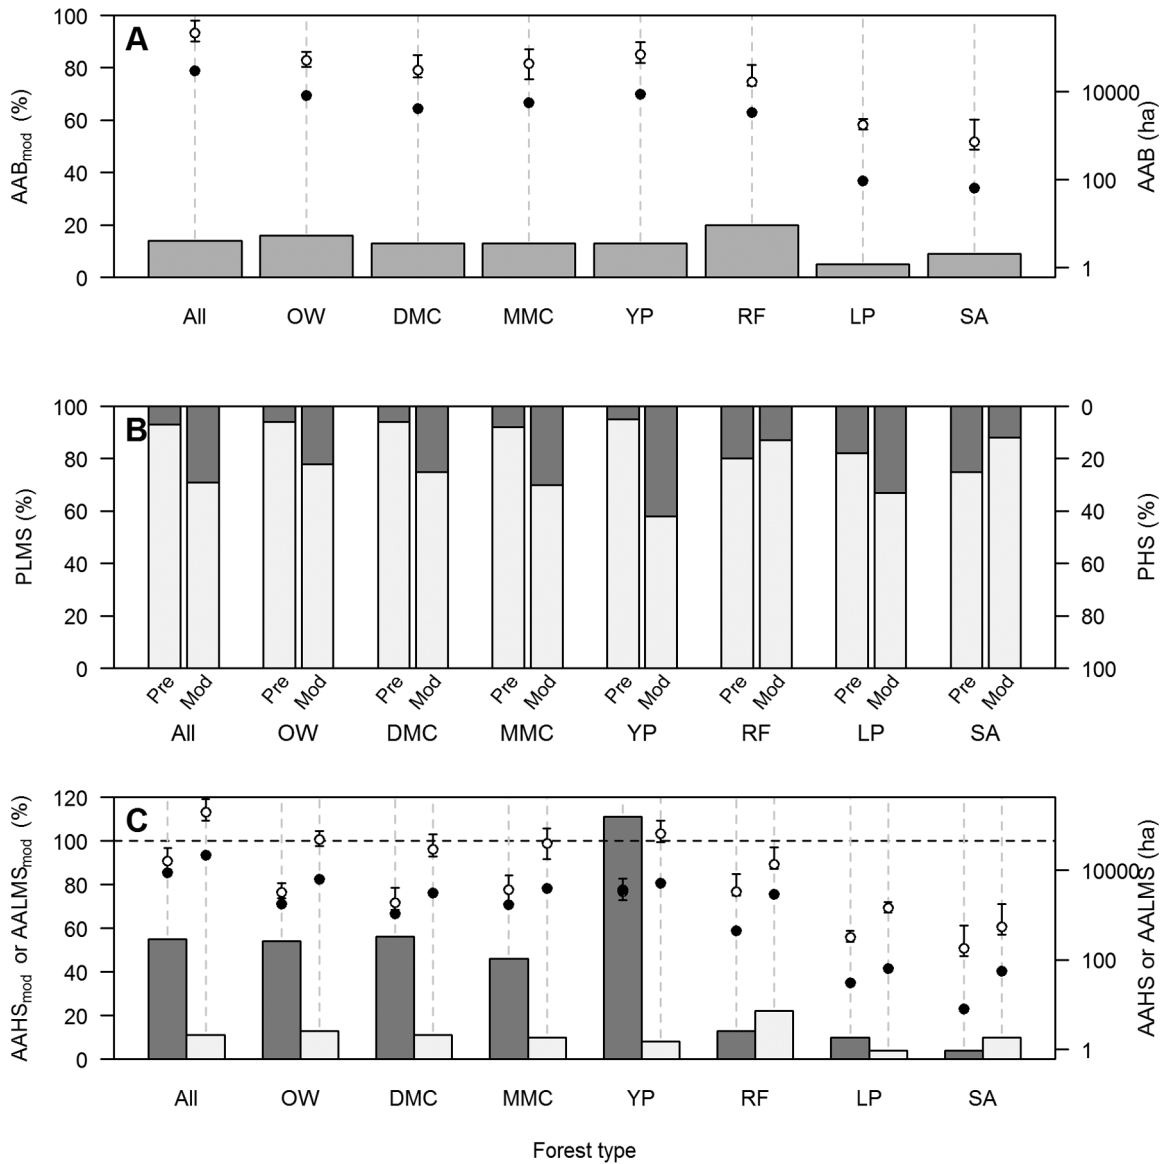 A
100
80
60
40
20
0
AABmod (%)
10000
100
1
AAB (ha)
All OW DMC MMC YP RF LP SA
B
100
80
60
40
20
0
PLMS (%)
0
20
40
60
80
100
PHS (%)
Pre Mod Pre Mod Pre Mod Pre Mod Pre Mod Pre Mod Pre Mod Pre Mod
All OW DMC MMC YP RF LP SA
C
120
100
80
60
40
20
0
AAHSmod or AALMSmod (%)
10000
100
1
AAHS or AALMS (ha)
All OW DMC MMC YP RF LP SA
Forest type